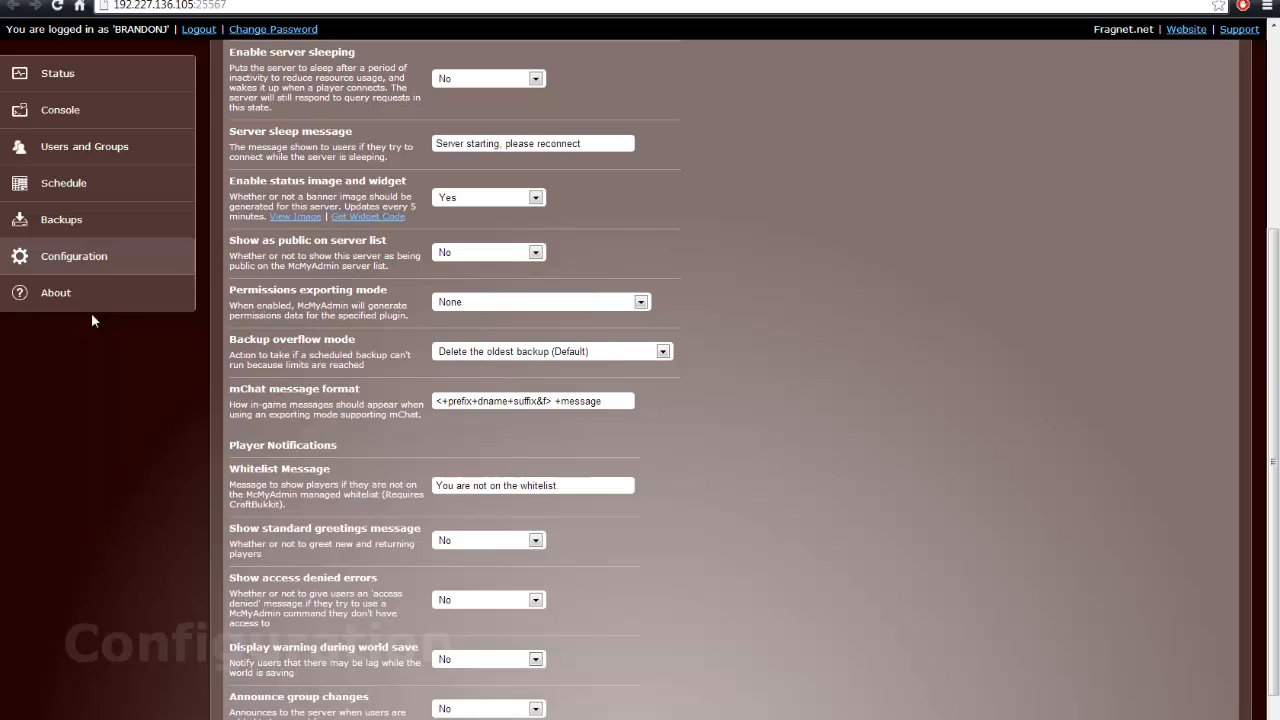 192.227.136.105:25567
You are logged in as 'BRANDONJ' Logout | Change Password Fragnet.net | Website | Support
Status
Console
Users and Groups
Schedule
Backups
Configuration
About
Enable server sleeping
Puts the server to sleep after a period of
inactivity to reduce resource usage, and
wakes it up when a player connects. The
server will still respond to query requests in
this state.
No
Server sleep message
The message shown to users if they try to
connect while the server is sleeping.
Server starting, please reconnect
Enable status image and widget
Whether or not a banner image should be
generated for this server. Updates every 5
minutes. View Image | Get Widget Code
Yes
Show as public on server list
Whether or not to show this server as being
public on the McMyAdmin server list.
No
Permissions exporting mode
When enabled, McMyAdmin will generate
permissions data for the specified plugin.
None
Backup overflow mode
Action to take if a scheduled backup can't
run because limits are reached
Delete the oldest backup (Default)
mChat message format
How in-game messages should appear when
using an exporting mode supporting mChat.
<+prefix+dname+suffix&f> +message
Player Notifications
Whitelist Message
Message to show players if they are not on
the McMyAdmin managed whitelist (Requires
CraftBukkit).
You are not on the whitelist.
Show standard greetings message
Whether or not to greet new and returning
players
No
Show access denied errors
Whether or not to give users an 'access
denied' message if they try to use a
McMyAdmin command they don't have
access to
No
Configuration
Display warning during world save
Notify users that there may be lag while the
world is saving
No
Announce group changes
Announces to the server when users are
No